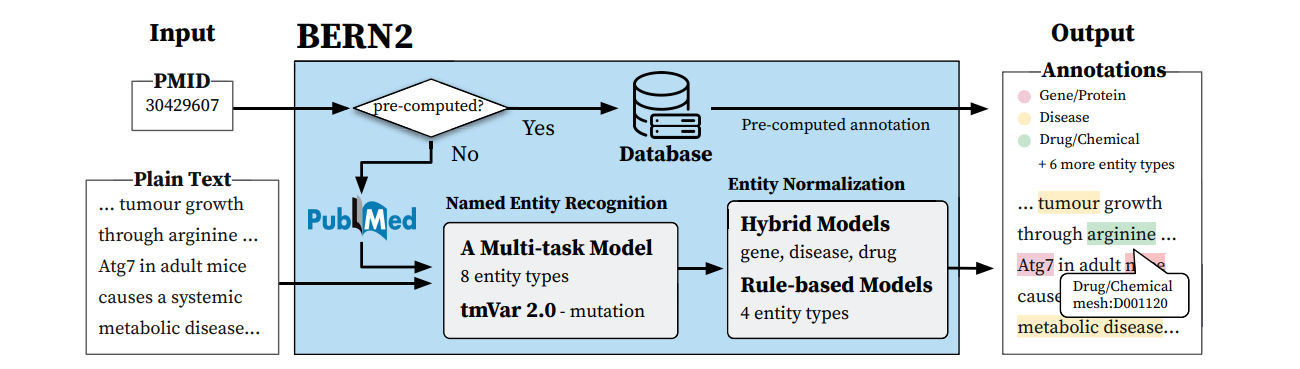 Input
BERN2
Output
PMID
30429607
pre-computed?
Yes
No
Database
Pre-computed annotation
Annotations
Gene/Protein
Disease
Drug/Chemical
+ 6 more entity types
Plain Text
... tumour growth
through arginine ...
Atg7 in adult mice
causes a systemic
metabolic disease...
PubMed
Named Entity Recognition
A Multi-task Model
8 entity types
tmVar 2.0 - mutation
Entity Normalization
Hybrid Models
gene, disease, drug
Rule-based Models
4 entity types
... tumour growth
through arginine ...
Atg7 in adult
cause
metabolic disease...
Drug/Chemical
mesh:D001120